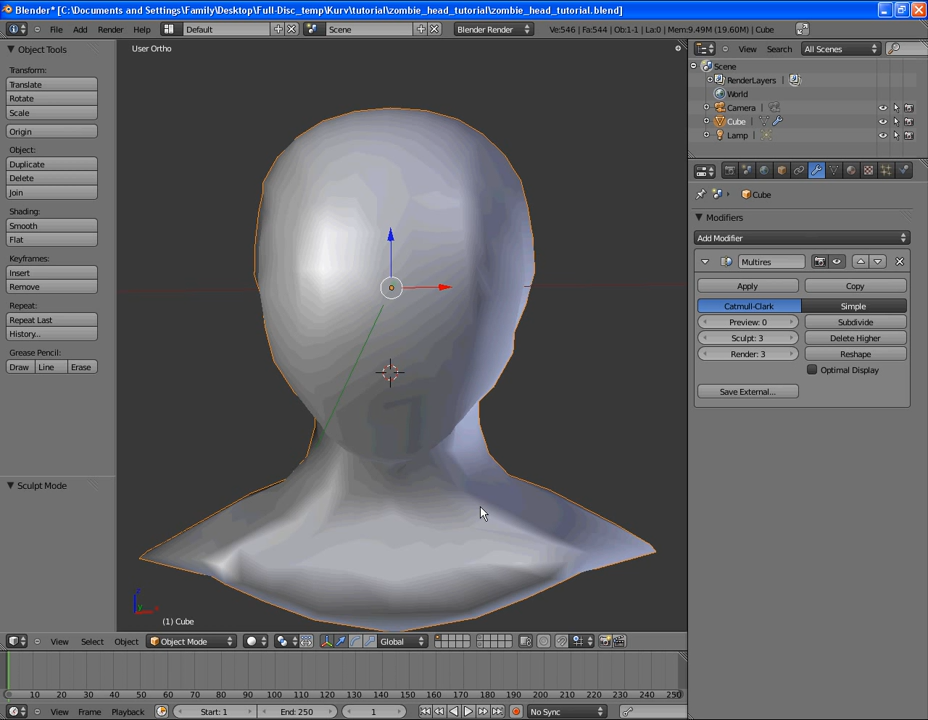 Blender* [C:\Documents and Settings\Family\Desktop\Full-Disc_temp\Kurv\tutorial\zombie_head_tutorial\zombie_head_tutorial.blend]
File Add Render Help Default Scene Blender Render Ve:546 | Fa:544 | Ob:1-1 | La:0 | Mem:9.49M (19.60M) | Cube
Object Tools
Transform:
Translate
Rotate
Scale
Origin
Object:
Duplicate
Delete
Join
Shading:
Smooth
Flat
Keyframes:
Insert
Remove
Repeat:
Repeat Last
History...
Grease Pencil:
Draw Line Erase
Sculpt Mode
User Ortho
(1) Cube
View Select Object Object Mode Global
View Search All Scenes
Scene
RenderLayers
World
Camera
Cube
Lamp
Cube
Modifiers
Add Modifier
Multires
Apply Copy
Catmull-Clark Simple
Preview: 0 Subdivide
Sculpt: 3 Delete Higher
Render: 3 Reshape
Optimal Display
Save External...
0 10 20 30 40 50 60 70 80 90 100 110 120 130 140 150 160 170 180 190 200 210 220 230 240 250
View Frame Playback Start: 1 End: 250 1 No Sync